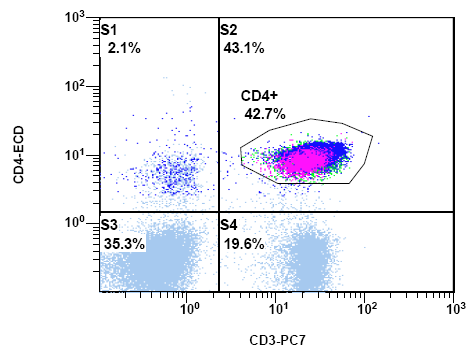 10³
S1
2.1%
S2
43.1%
10²
CD4+
42.7%
CD4-ECD
10¹
10⁰
S3
35.3%
S4
19.6%
10⁰
10¹
10²
10³
CD3-PC7